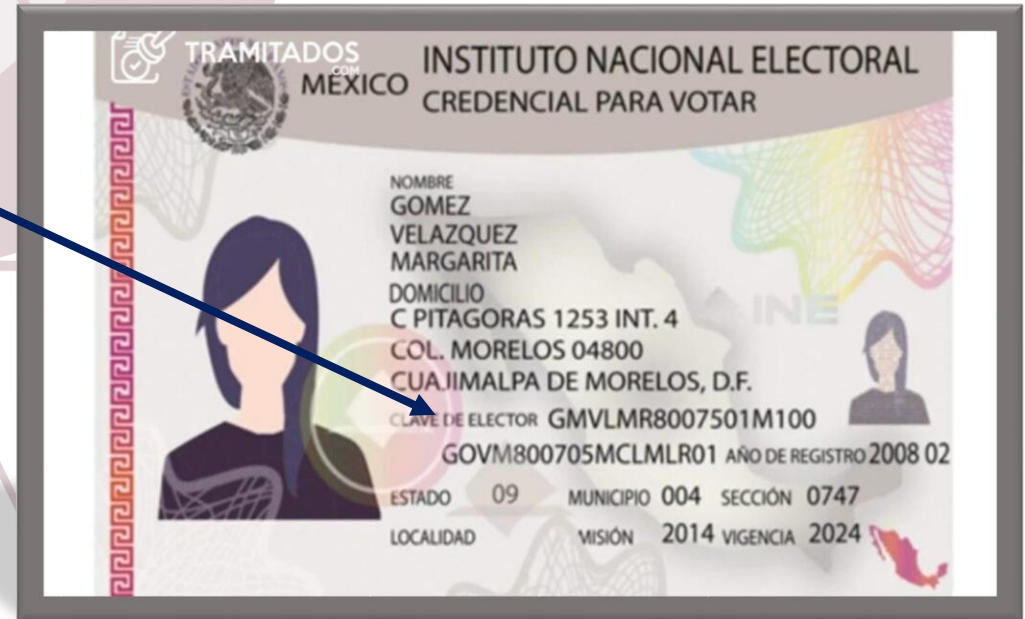 TRAMITADOS
.COM
MÉXICO
INSTITUTO NACIONAL ELECTORAL
CREDENCIAL PARA VOTAR
NOMBRE
GOMEZ
VELAZQUEZ
MARGARITA
DOMICILIO
C PITAGORAS 1253 INT. 4
COL. MORELOS 04800
CUAJIMALPA DE MORELOS, D.F.
CLAVE DE ELECTOR GMVLMR8007501M100
GOVM800705MCLMLR01 AÑO DE REGISTRO 2008 02
ESTADO 09 MUNICIPIO 004 SECCIÓN 0747
LOCALIDAD MISIÓN 2014 VIGENCIA 2024
INE